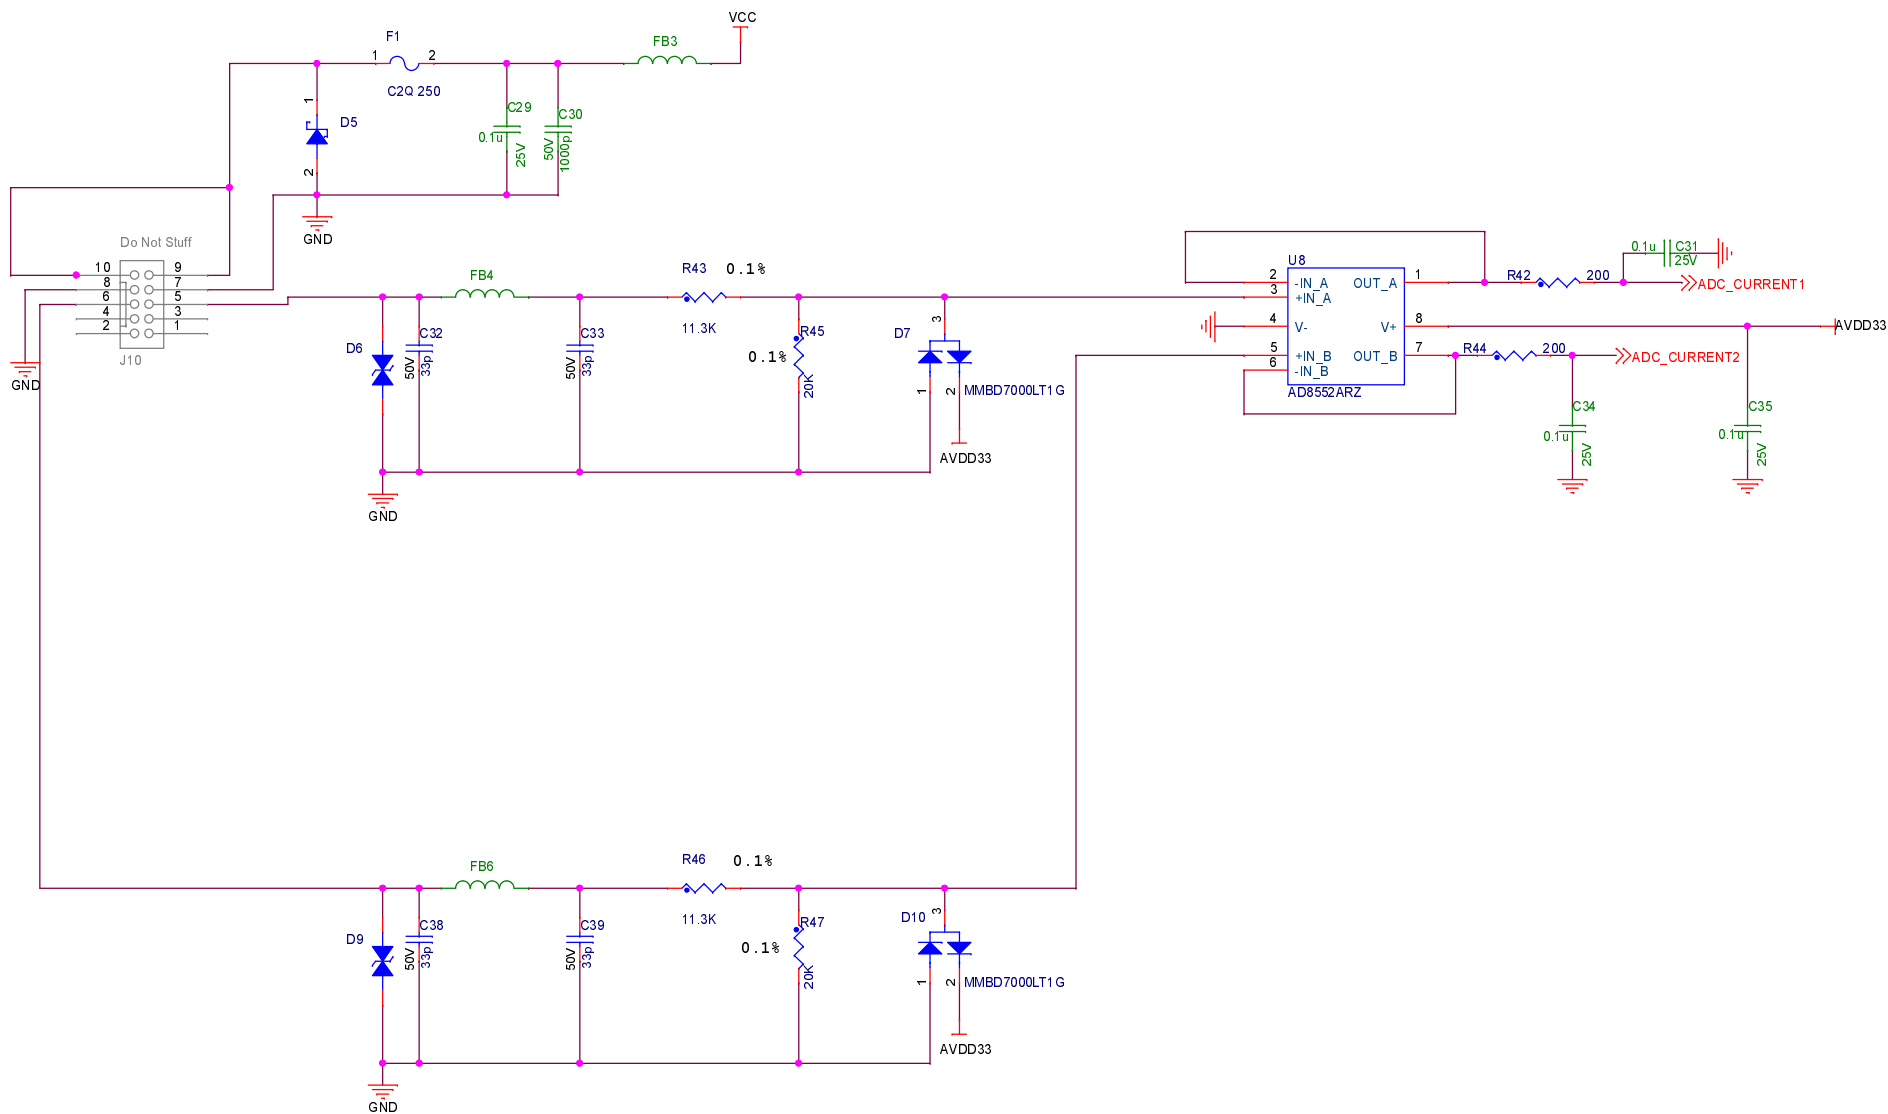 VCC
F1
FB3
1
2
C2Q 250
1
D5
C29
C30
0.1u
25V
50V
1000p
2
GND
Do Not Stuff
10
9
8
7
6
5
4
3
2
1
J10
GND
FB4
R43
0.1%
11.3K
D6
C32
50V
33p
C33
50V
33p
R45
0.1%
20K
D7
3
1
2
MMBD7000LT1G
AVDD33
GND
U8
2
-IN_A
OUT_A
1
3
+IN_A
4
V-
V+
8
5
+IN_B
OUT_B
7
6
-IN_B
AD8552ARZ
R42
200
0.1u
C31
25V
ADC_CURRENT1
AVDD33
R44
200
ADC_CURRENT2
C34
0.1u
25V
C35
0.1u
25V
FB6
R46
0.1%
11.3K
D9
C38
50V
33p
C39
50V
33p
R47
0.1%
20K
D10
3
1
2
MMBD7000LT1G
AVDD33
GND